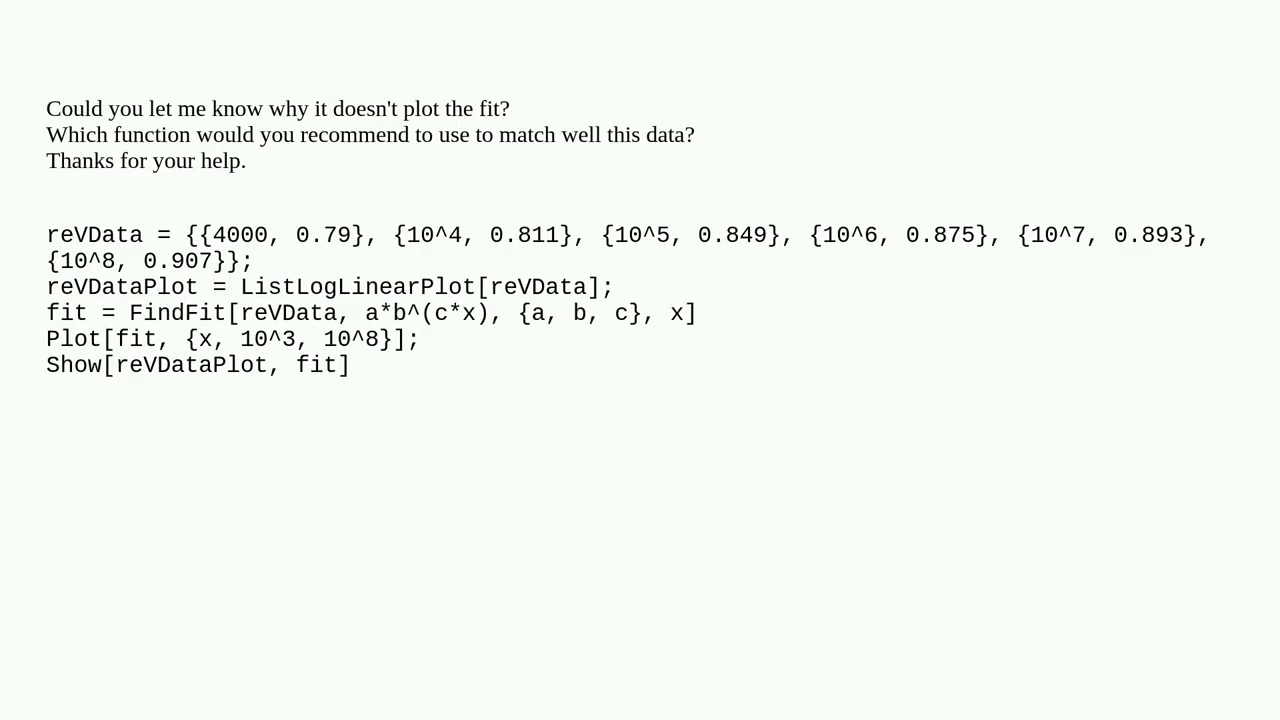 Could you let me know why it doesn't plot the fit?
Which function would you recommend to use to match well this data?
Thanks for your help.
reVData = {{4000, 0.79}, {10^4, 0.811}, {10^5, 0.849}, {10^6, 0.875}, {10^7, 0.893},
{10^8, 0.907}};
reVDataPlot = ListLogLinearPlot[reVData];
fit = FindFit[reVData, a*b^(c*x), {a, b, c}, x]
Plot[fit, {x, 10^3, 10^8}];
Show[reVDataPlot, fit]